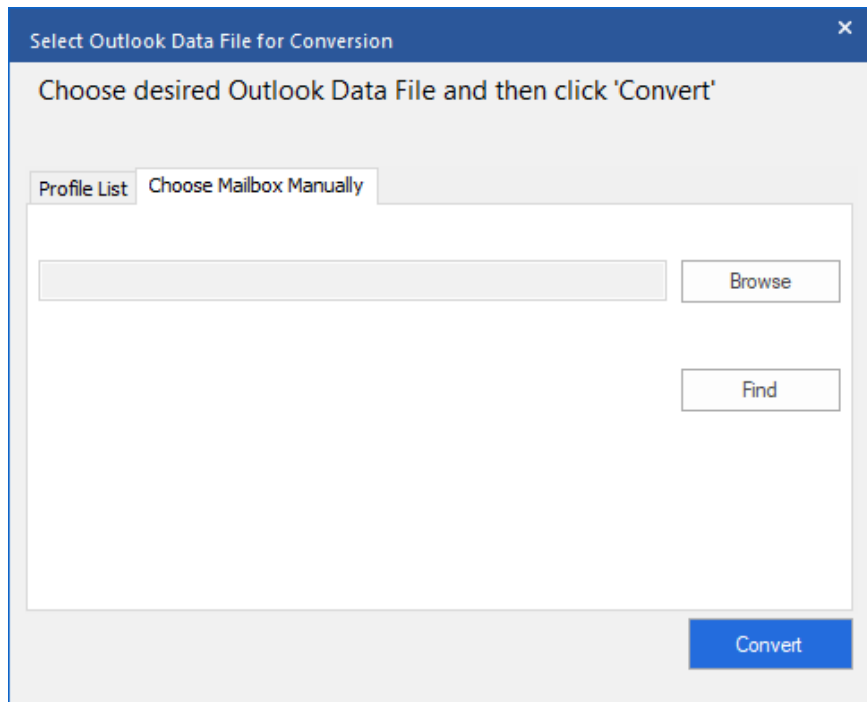 Select Outlook Data File for Conversion
Choose desired Outlook Data File and then click 'Convert'
Profile List
Choose Mailbox Manually
Browse
Find
Convert